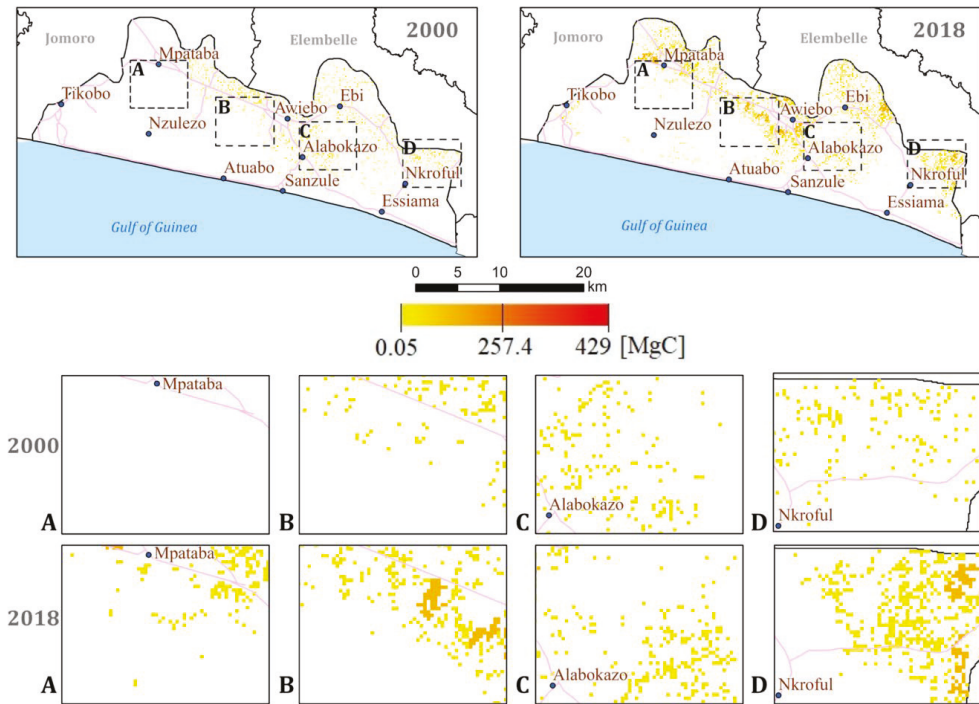 Jomoro
Elembelle
2000
Mpataba
A
Tikobo
Nzulezo
B
Awiebo
Ebi
C
Alabokazo
D
Nkroful
Atuabo
Sanzule
Essiama
Gulf of Guinea
Jomoro
Elembelle
2018
Mpataba
A
Tikobo
Nzulezo
B
Awiebo
Ebi
C
Alabokazo
D
Nkroful
Atuabo
Sanzule
Essiama
Gulf of Guinea
0 5 10 20
km
0.05 257.4 429 [MgC]
2000
Mpataba
A
B
Alabokazo
C
Nkroful
D
2018
Mpataba
A
B
Alabokazo
C
Nkroful
D